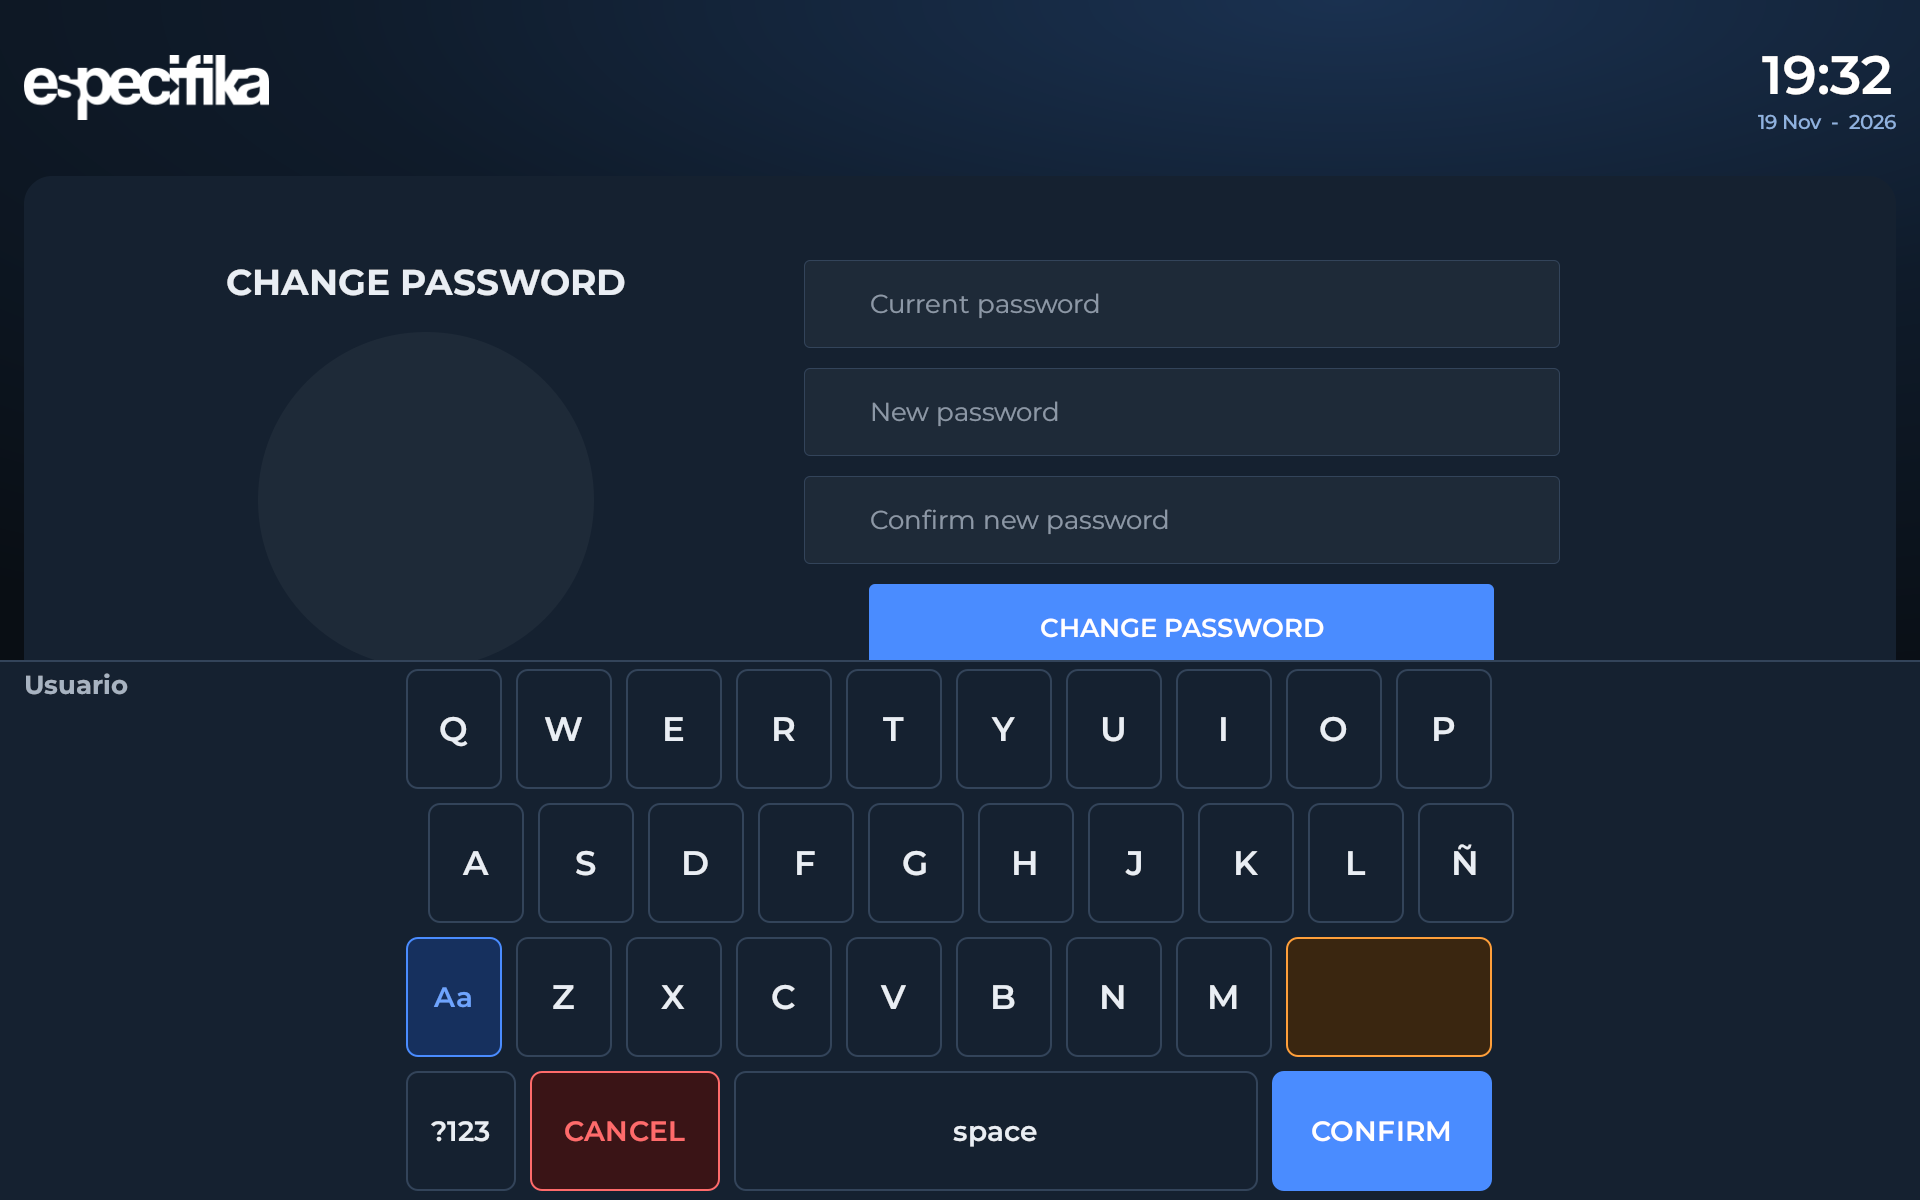 especifika
19:32
19 Nov - 2026
CHANGE PASSWORD
Current password
New password
Confirm new password
CHANGE PASSWORD
Usuario
Q W E R T Y U I O P
A S D F G H J K L Ñ
Aa Z X C V B N M
?123 CANCEL space CONFIRM